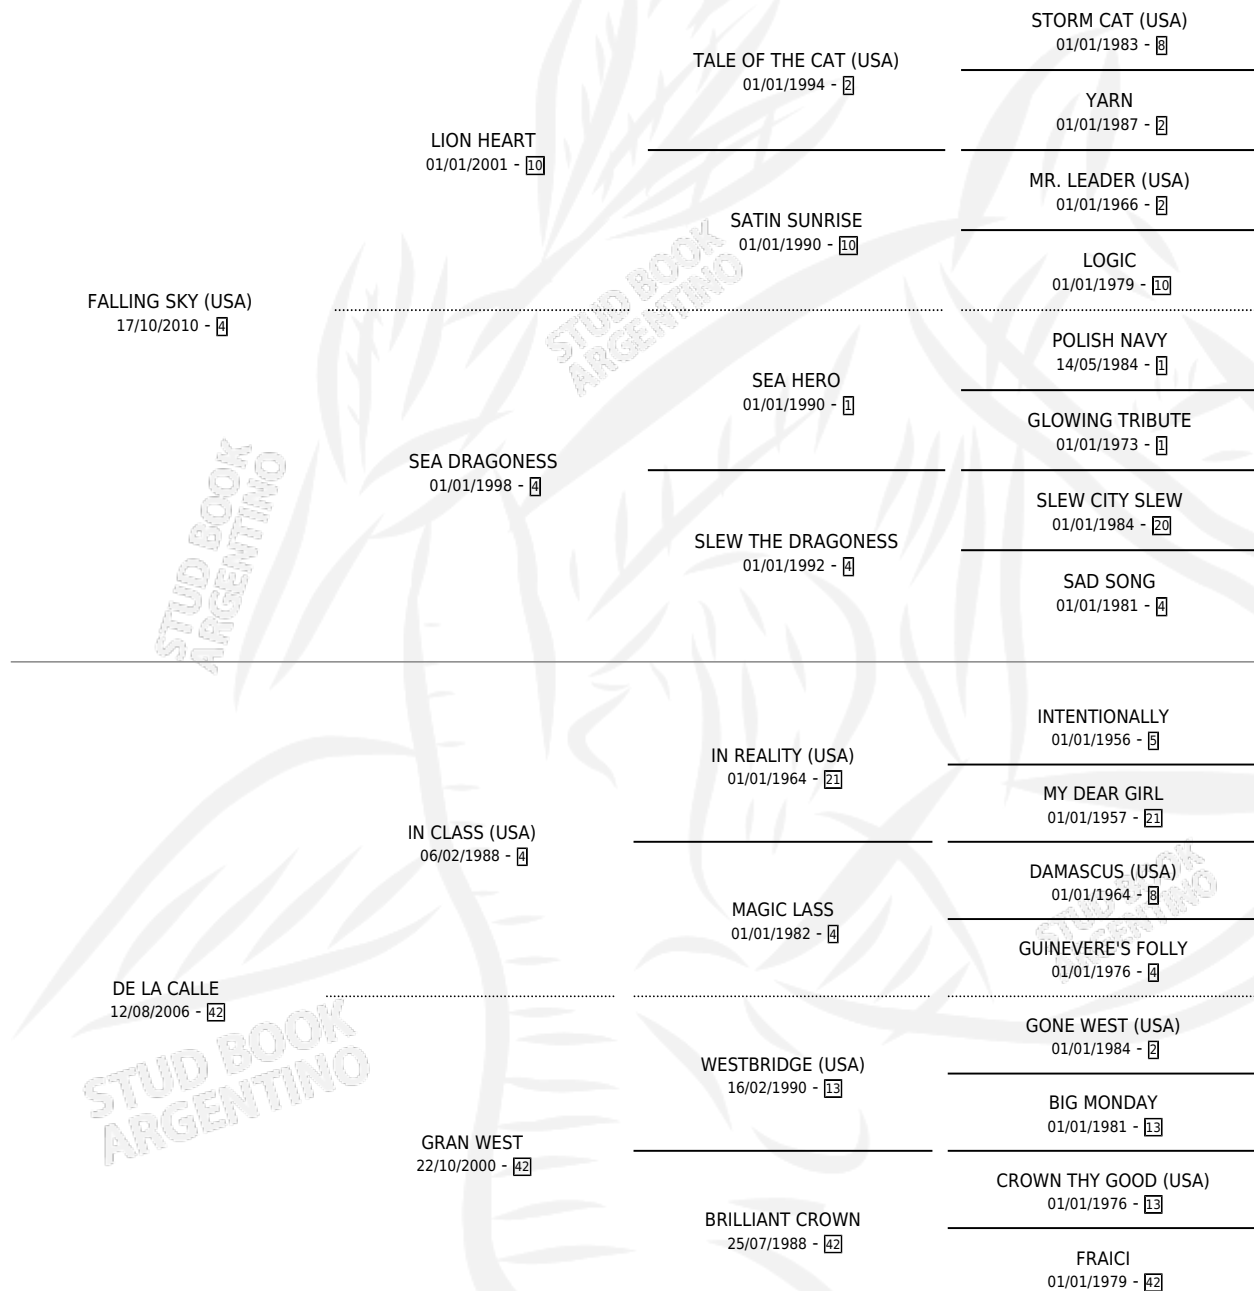 STORM CAT (USA)
01/01/1983 - 8
TALE OF THE CAT (USA)
01/01/1994 - 2
YARN
01/01/1987 - 2
LION HEART
01/01/2001 - 10
MR. LEADER (USA)
01/01/1966 - 2
SATIN SUNRISE
01/01/1990 - 10
LOGIC
01/01/1979 - 10
FALLING SKY (USA)
17/10/2010 - 4
POLISH NAVY
14/05/1984 - 1
SEA HERO
01/01/1990 - 1
GLOWING TRIBUTE
01/01/1973 - 1
SEA DRAGONESS
01/01/1998 - 4
SLEW CITY SLEW
01/01/1984 - 20
SLEW THE DRAGONESS
01/01/1992 - 4
SAD SONG
01/01/1981 - 4
INTENTIONALLY
01/01/1956 - 5
IN REALITY (USA)
01/01/1964 - 21
MY DEAR GIRL
01/01/1957 - 21
IN CLASS (USA)
06/02/1988 - 4
DAMASCUS (USA)
01/01/1964 - 8
MAGIC LASS
01/01/1982 - 4
GUINEVERE'S FOLLY
01/01/1976 - 4
DE LA CALLE
12/08/2006 - 42
GONE WEST (USA)
01/01/1984 - 2
WESTBRIDGE (USA)
16/02/1990 - 13
BIG MONDAY
01/01/1981 - 13
GRAN WEST
22/10/2000 - 42
CROWN THY GOOD (USA)
01/01/1976 - 13
BRILLIANT CROWN
25/07/1988 - 42
FRAICI
01/01/1979 - 42
STUD BOOK
ARGENTINO
STUD BOOK
ARGENTINO
STUD BOOK
ARGENTINO
STUD BOOK
ARGENTINO